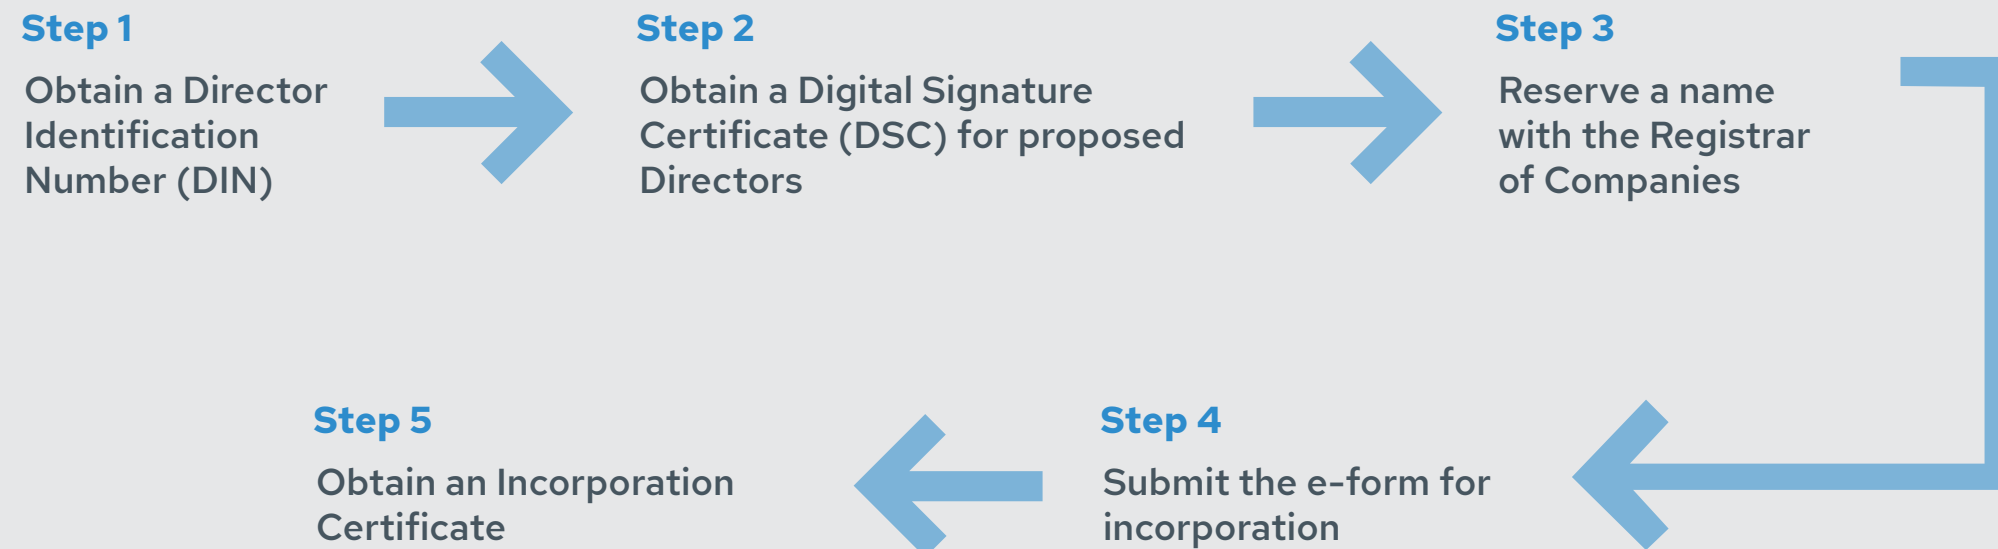 Step 1
Obtain a Director
Identification
Number (DIN)
Step 2
Obtain a Digital Signature
Certificate (DSC) for proposed
Directors
Step 3
Reserve a name
with the Registrar
of Companies
Step 4
Submit the e-form for
incorporation
Step 5
Obtain an Incorporation
Certificate